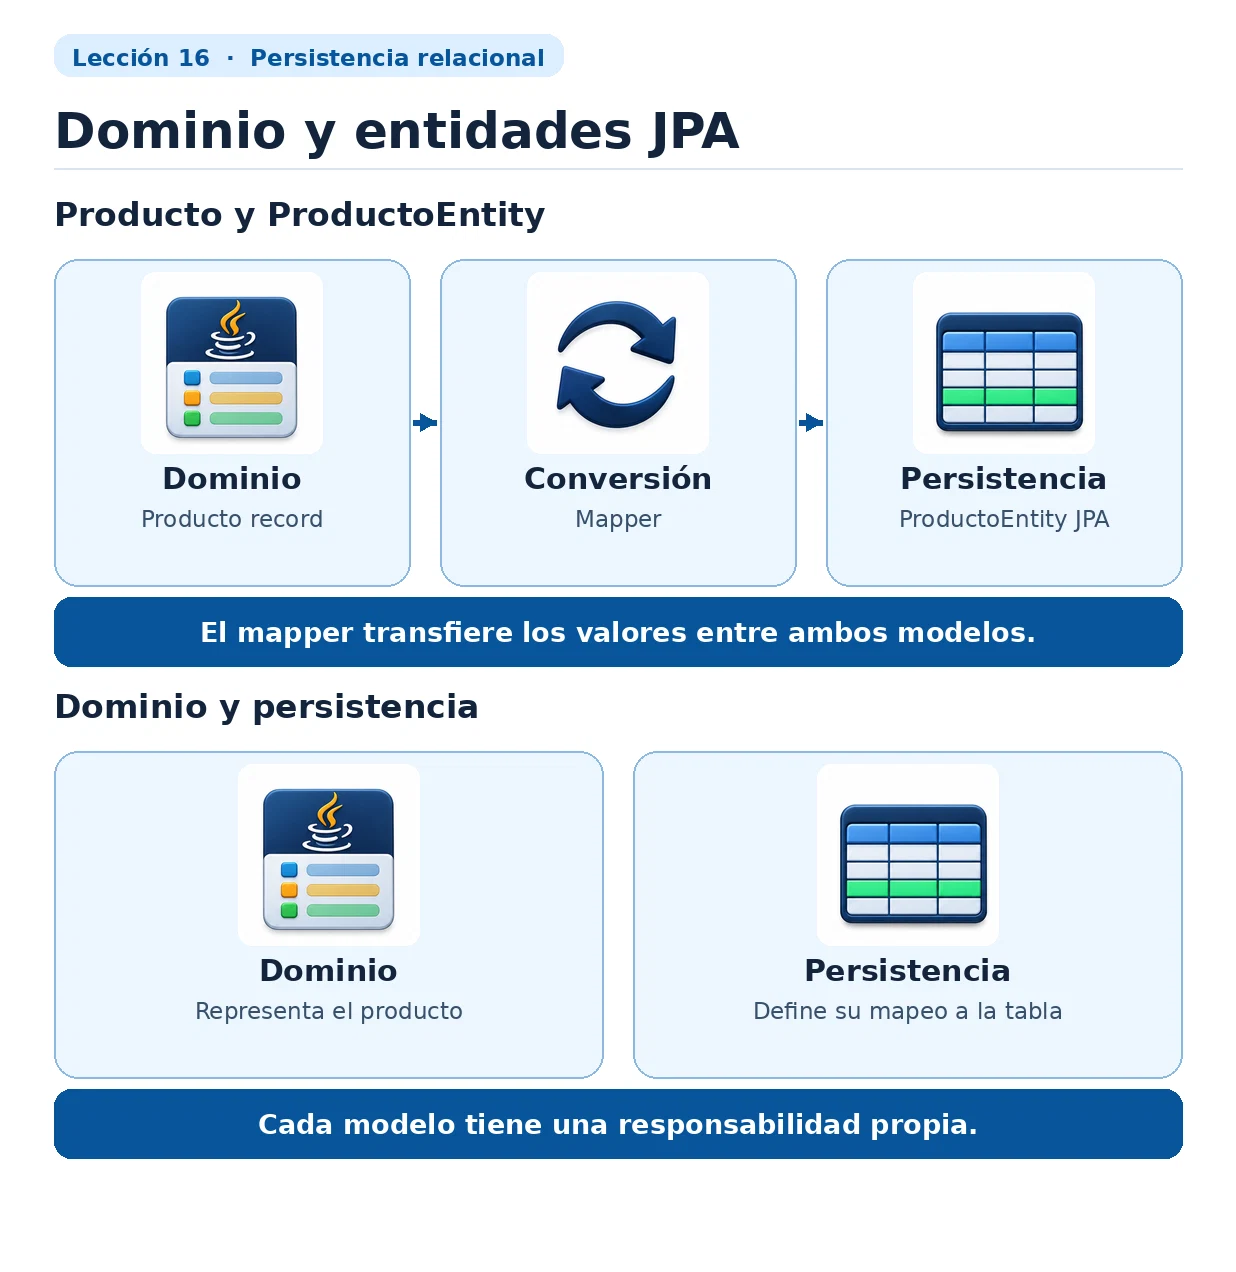 Lección 16 · Persistencia relacional
Dominio y entidades JPA
Producto y ProductoEntity
Dominio
Producto record
Conversión
Mapper
Persistencia
ProductoEntity JPA
El mapper transfiere los valores entre ambos modelos.
Dominio y persistencia
Dominio
Representa el producto
Persistencia
Define su mapeo a la tabla
Cada modelo tiene una responsabilidad propia.